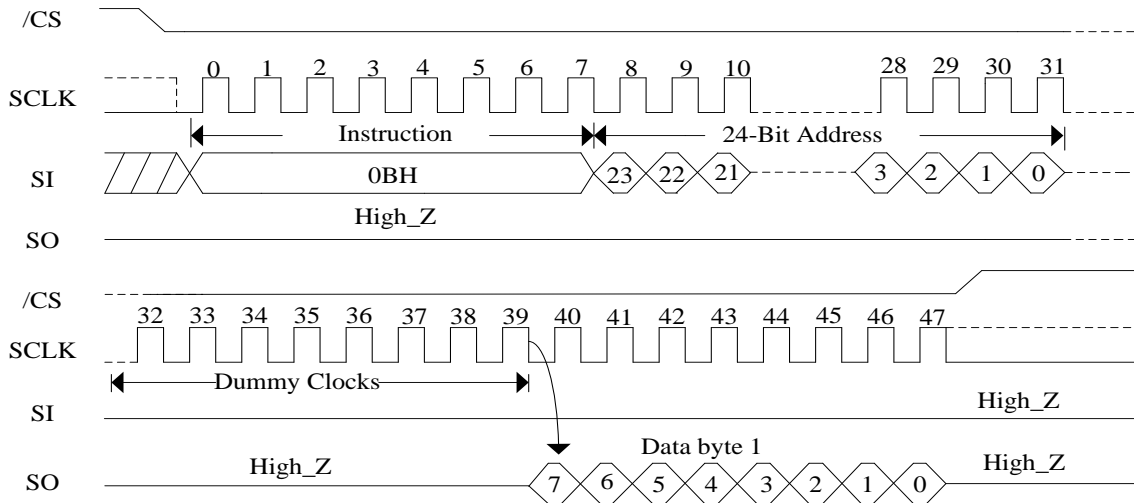 /CS
0 1 2 3 4 5 6 7 8 9 10 28 29 30 31
SCLK
Instruction 24-Bit Address
SI 0BH 23 22 21 3 2 1 0
High_Z
SO
/CS
32 33 34 35 36 37 38 39 40 41 42 43 44 45 46 47
SCLK
Dummy Clocks
SI High_Z
Data byte 1
SO High_Z 7 6 5 4 3 2 1 0 High_Z